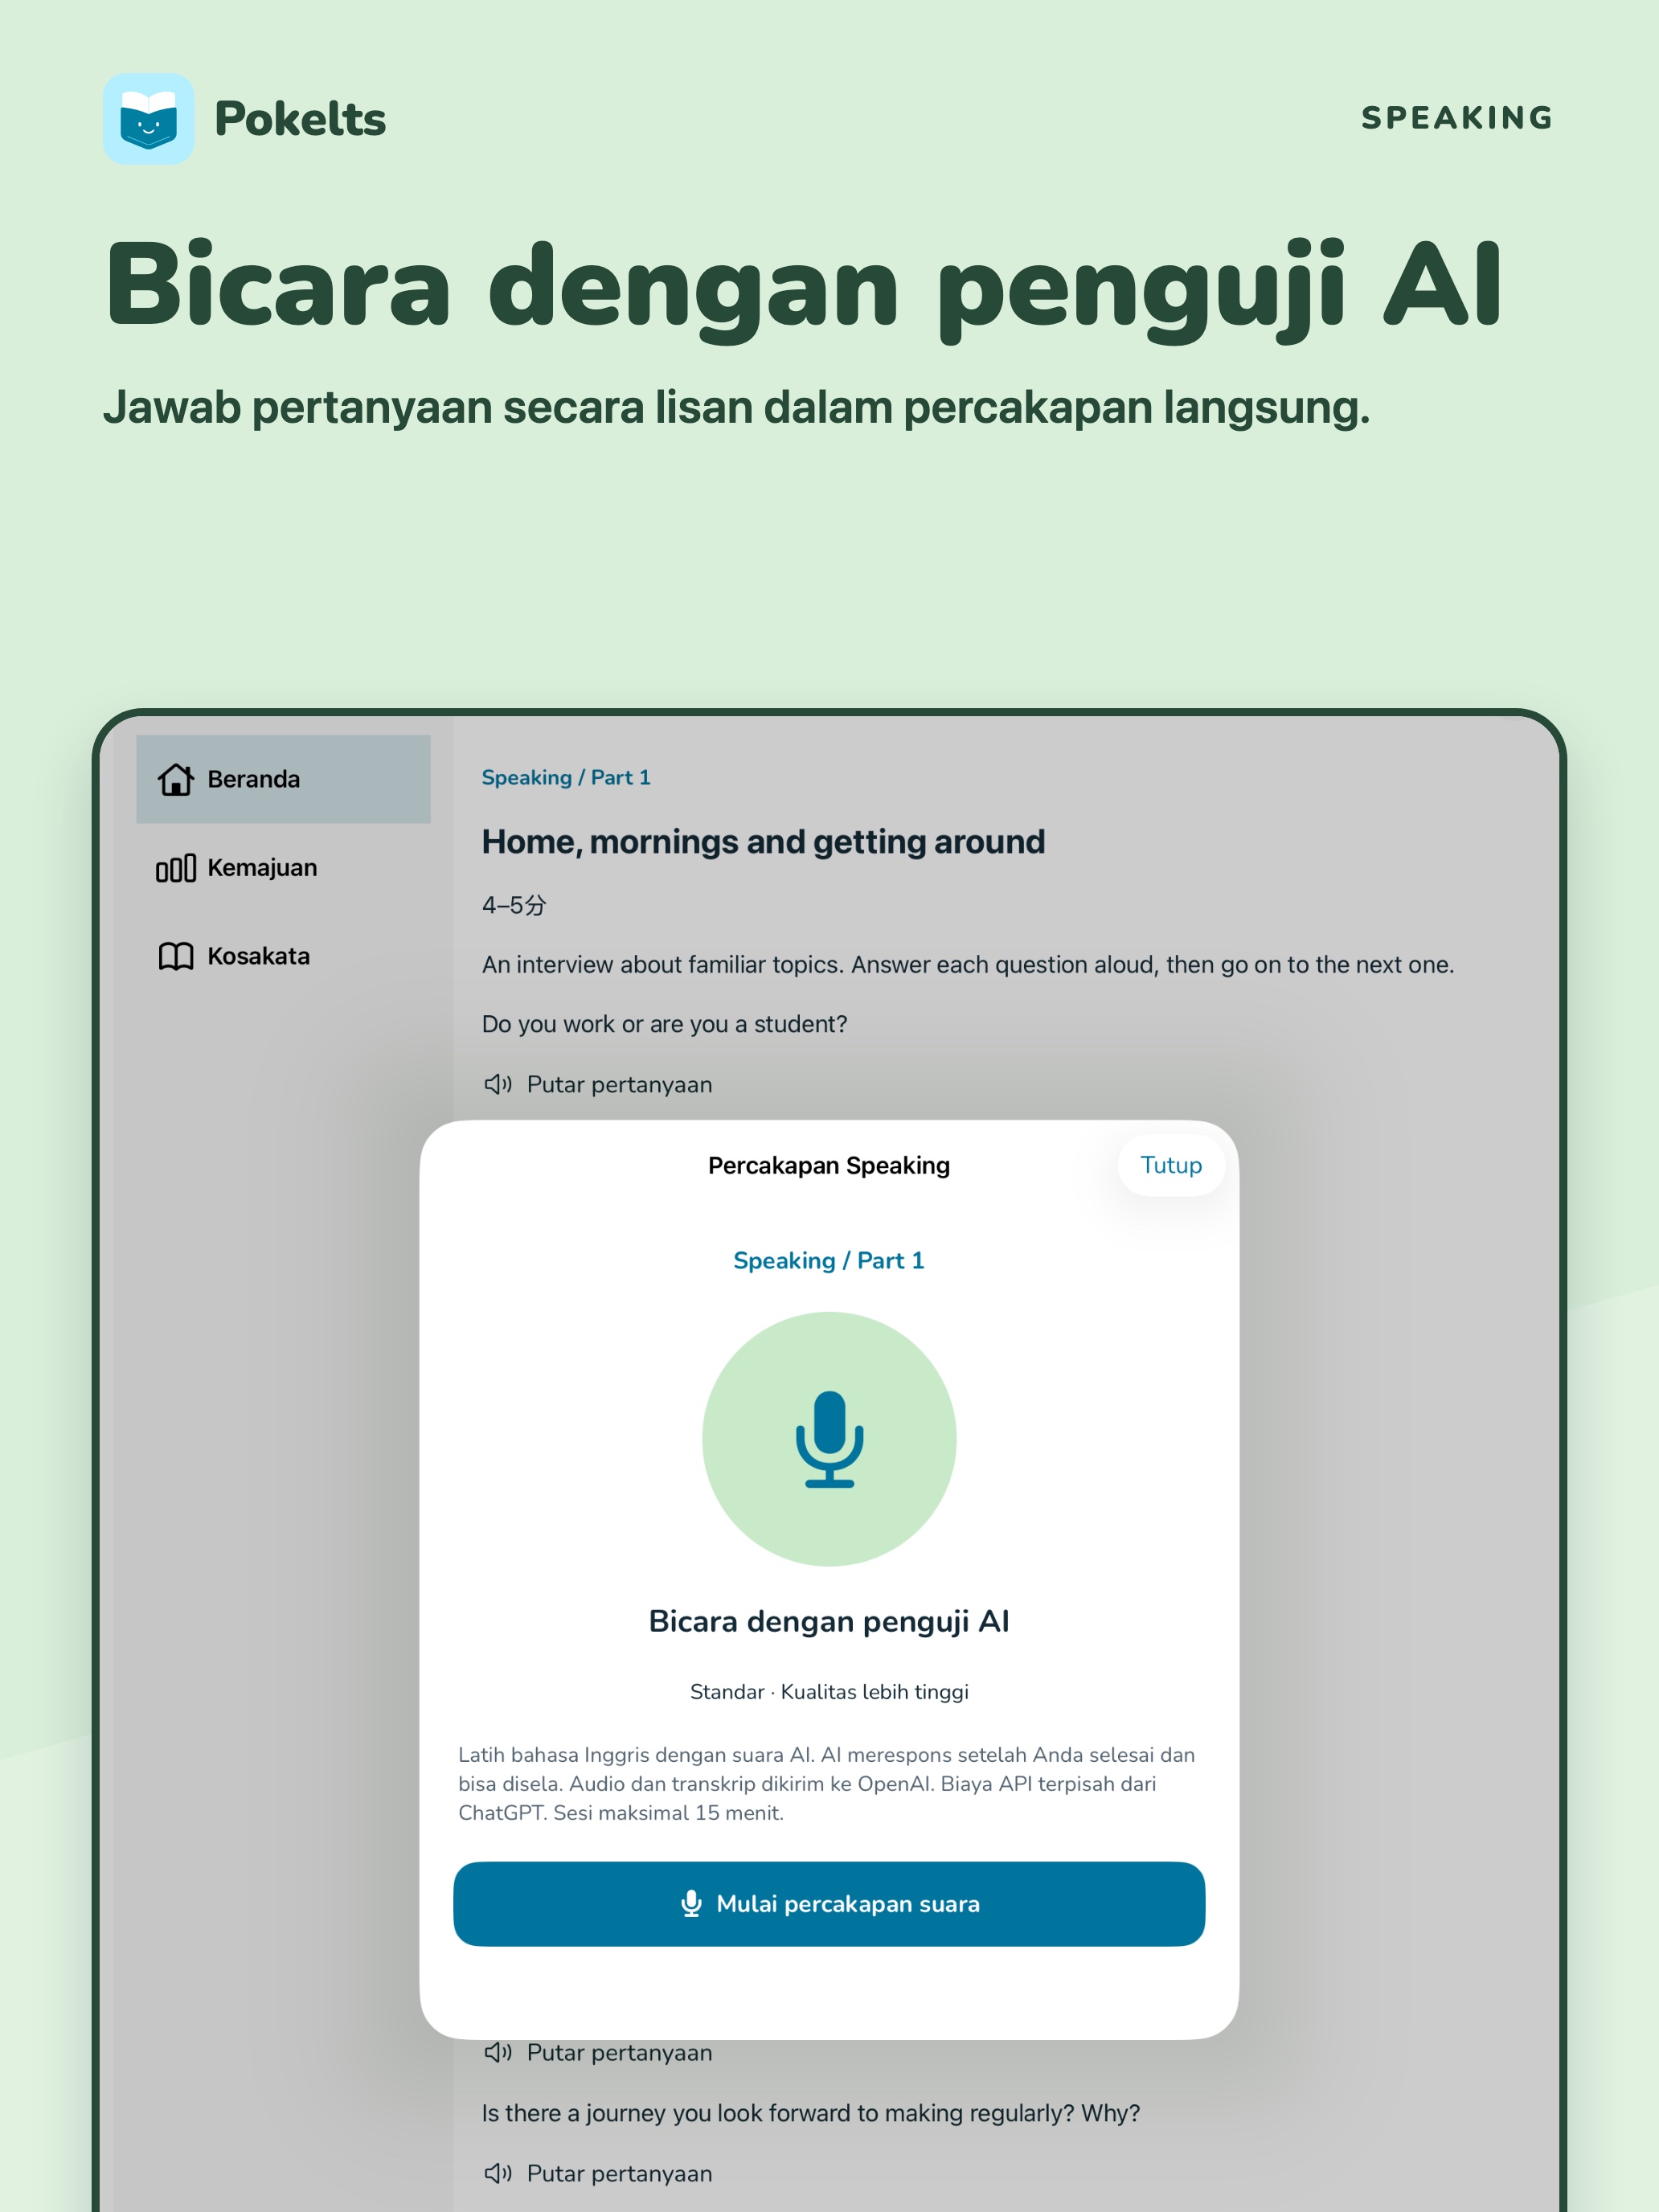 Pokelts
SPEAKING
Bicara dengan penguji AI
Jawab pertanyaan secara lisan dalam percakapan langsung.
Beranda
Kemajuan
Kosakata
Speaking / Part 1
Home, mornings and getting around
4–5分
An interview about familiar topics. Answer each question aloud, then go on to the next one.
Do you work or are you a student?
Putar pertanyaan
Percakapan Speaking
Tutup
Speaking / Part 1
Bicara dengan penguji AI
Standar · Kualitas lebih tinggi
Latih bahasa Inggris dengan suara AI. AI merespons setelah Anda selesai dan
bisa disela. Audio dan transkrip dikirim ke OpenAI. Biaya API terpisah dari
ChatGPT. Sesi maksimal 15 menit.
Mulai percakapan suara
Putar pertanyaan
Is there a journey you look forward to making regularly? Why?
Putar pertanyaan